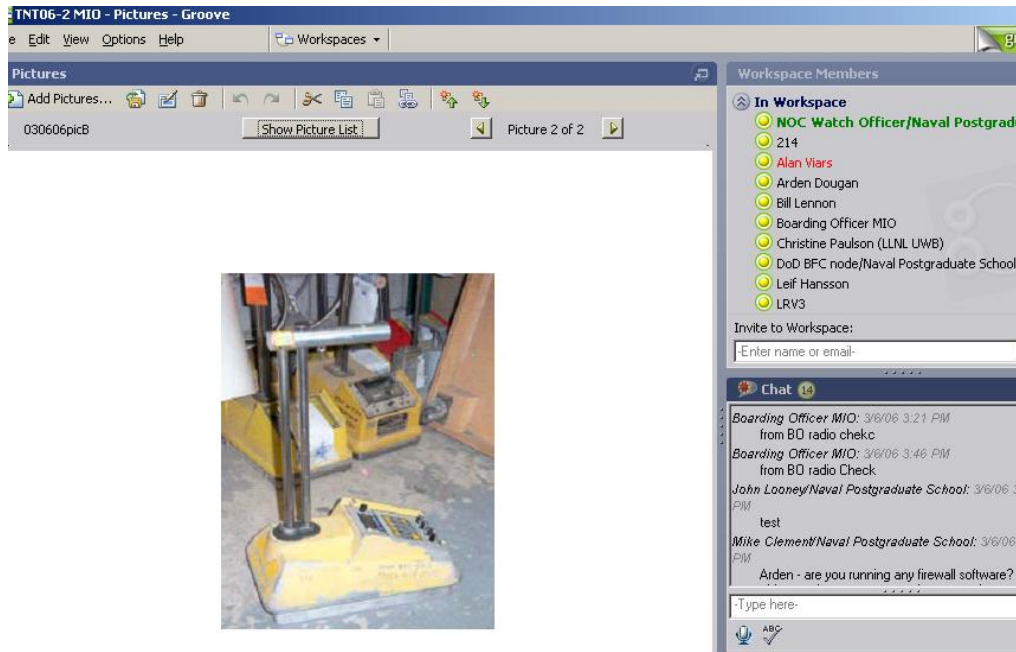 TNT06-2 MIO - Pictures - Groove
Edit View Options Help
Workspaces
Pictures
Add Pictures...
030606picB
Show Picture List
Picture 2 of 2
Workspace Members
In Workspace
NOC Watch Officer/Naval Postgradu
214
Alan Viars
Arden Dougan
Bill Lennon
Boarding Officer MIO
Christine Paulson (LLNL UWB)
DoD BFC node/Naval Postgraduate School
Leif Hansson
LRV3
Invite to Workspace:
-Enter name or email-
Chat 14
Boarding Officer MIO: 3/6/06 3:21 PM
from BO radio chekc
Boarding Officer MIO: 3/6/06 3:46 PM
from BO radio Check
John Looney/Naval Postgraduate School: 3/6/06
PM
test
Mike Clement/Naval Postgraduate School: 3/6/06
PM
Arden - are you running any firewall software?
-Type here-
ABC